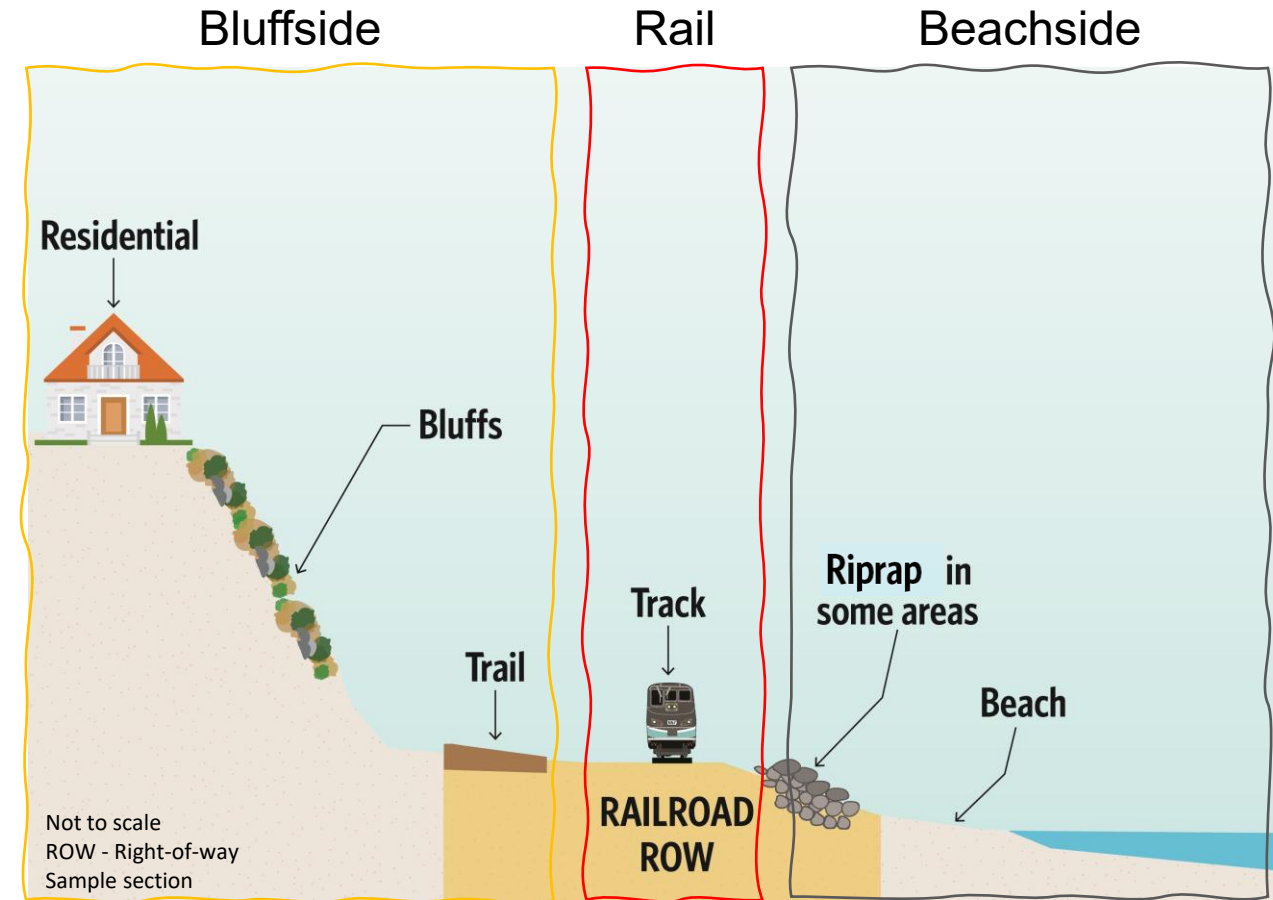 Bluffside
Rail
Beachside
Residential
Bluffs
Riprap in
some areas
Track
Trail
Beach
RAILROAD
ROW
Not to scale
ROW - Right-of-way
Sample section